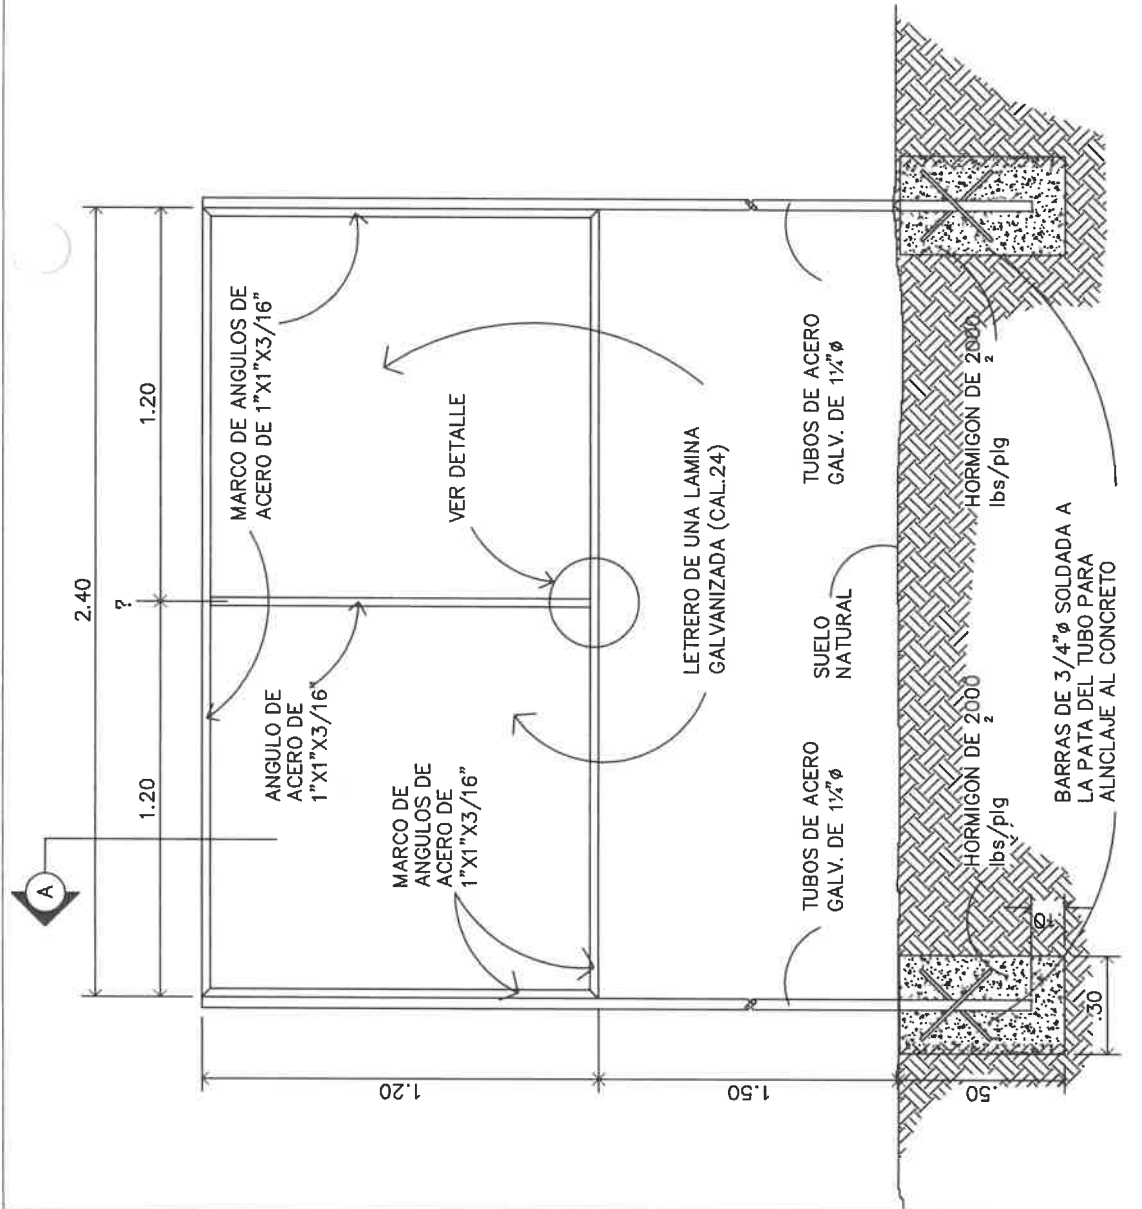 2.40
1.20
1.20
?
A
MARCO DE ANGULOS DE
ACERO DE 1"X1"X3/16"
ANGULO DE
ACERO DE
1"X1"X3/16"
VER DETALLE
MARCO DE
ANGULOS DE
ACERO DE
1"X1"X3/16"
LETRERO DE UNA LAMINA
GALVANIZADA (CAL.24)
1.20
1.50
.50
TUBOS DE ACERO
GALV. DE 1¼"ø
TUBOS DE ACERO
GALV. DE 1¼"ø
SUELO
NATURAL
HORMIGON DE 2000
lbs/plg2
HORMIGON DE 2000
lbs/plg2
.30
BARRAS DE 3/4"ø SOLDADA A
LA PATA DEL TUBO PARA
ALNCLAJE AL CONCRETO